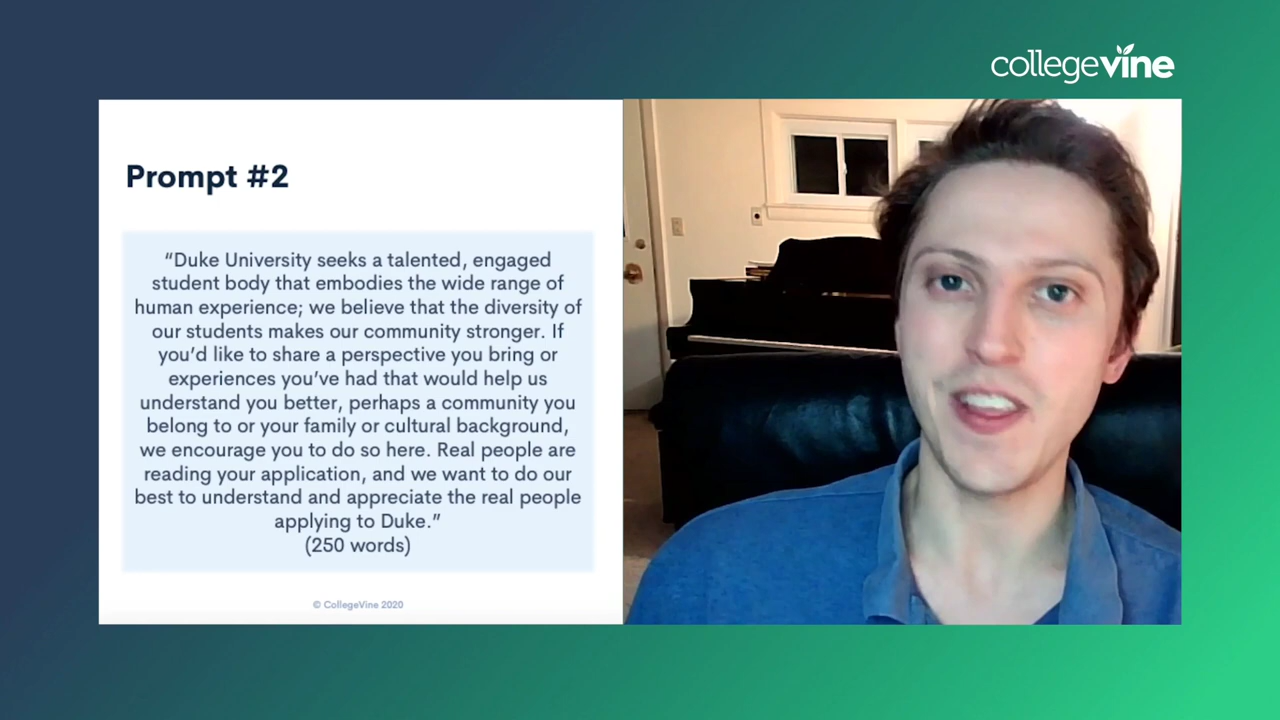 collegevine
Prompt #2
“Duke University seeks a talented, engaged
student body that embodies the wide range of
human experience; we believe that the diversity of
our students makes our community stronger. If
you’d like to share a perspective you bring or
experiences you’ve had that would help us
understand you better, perhaps a community you
belong to or your family or cultural background,
we encourage you to do so here. Real people are
reading your application, and we want to do our
best to understand and appreciate the real people
applying to Duke.”
(250 words)
© CollegeVine 2020